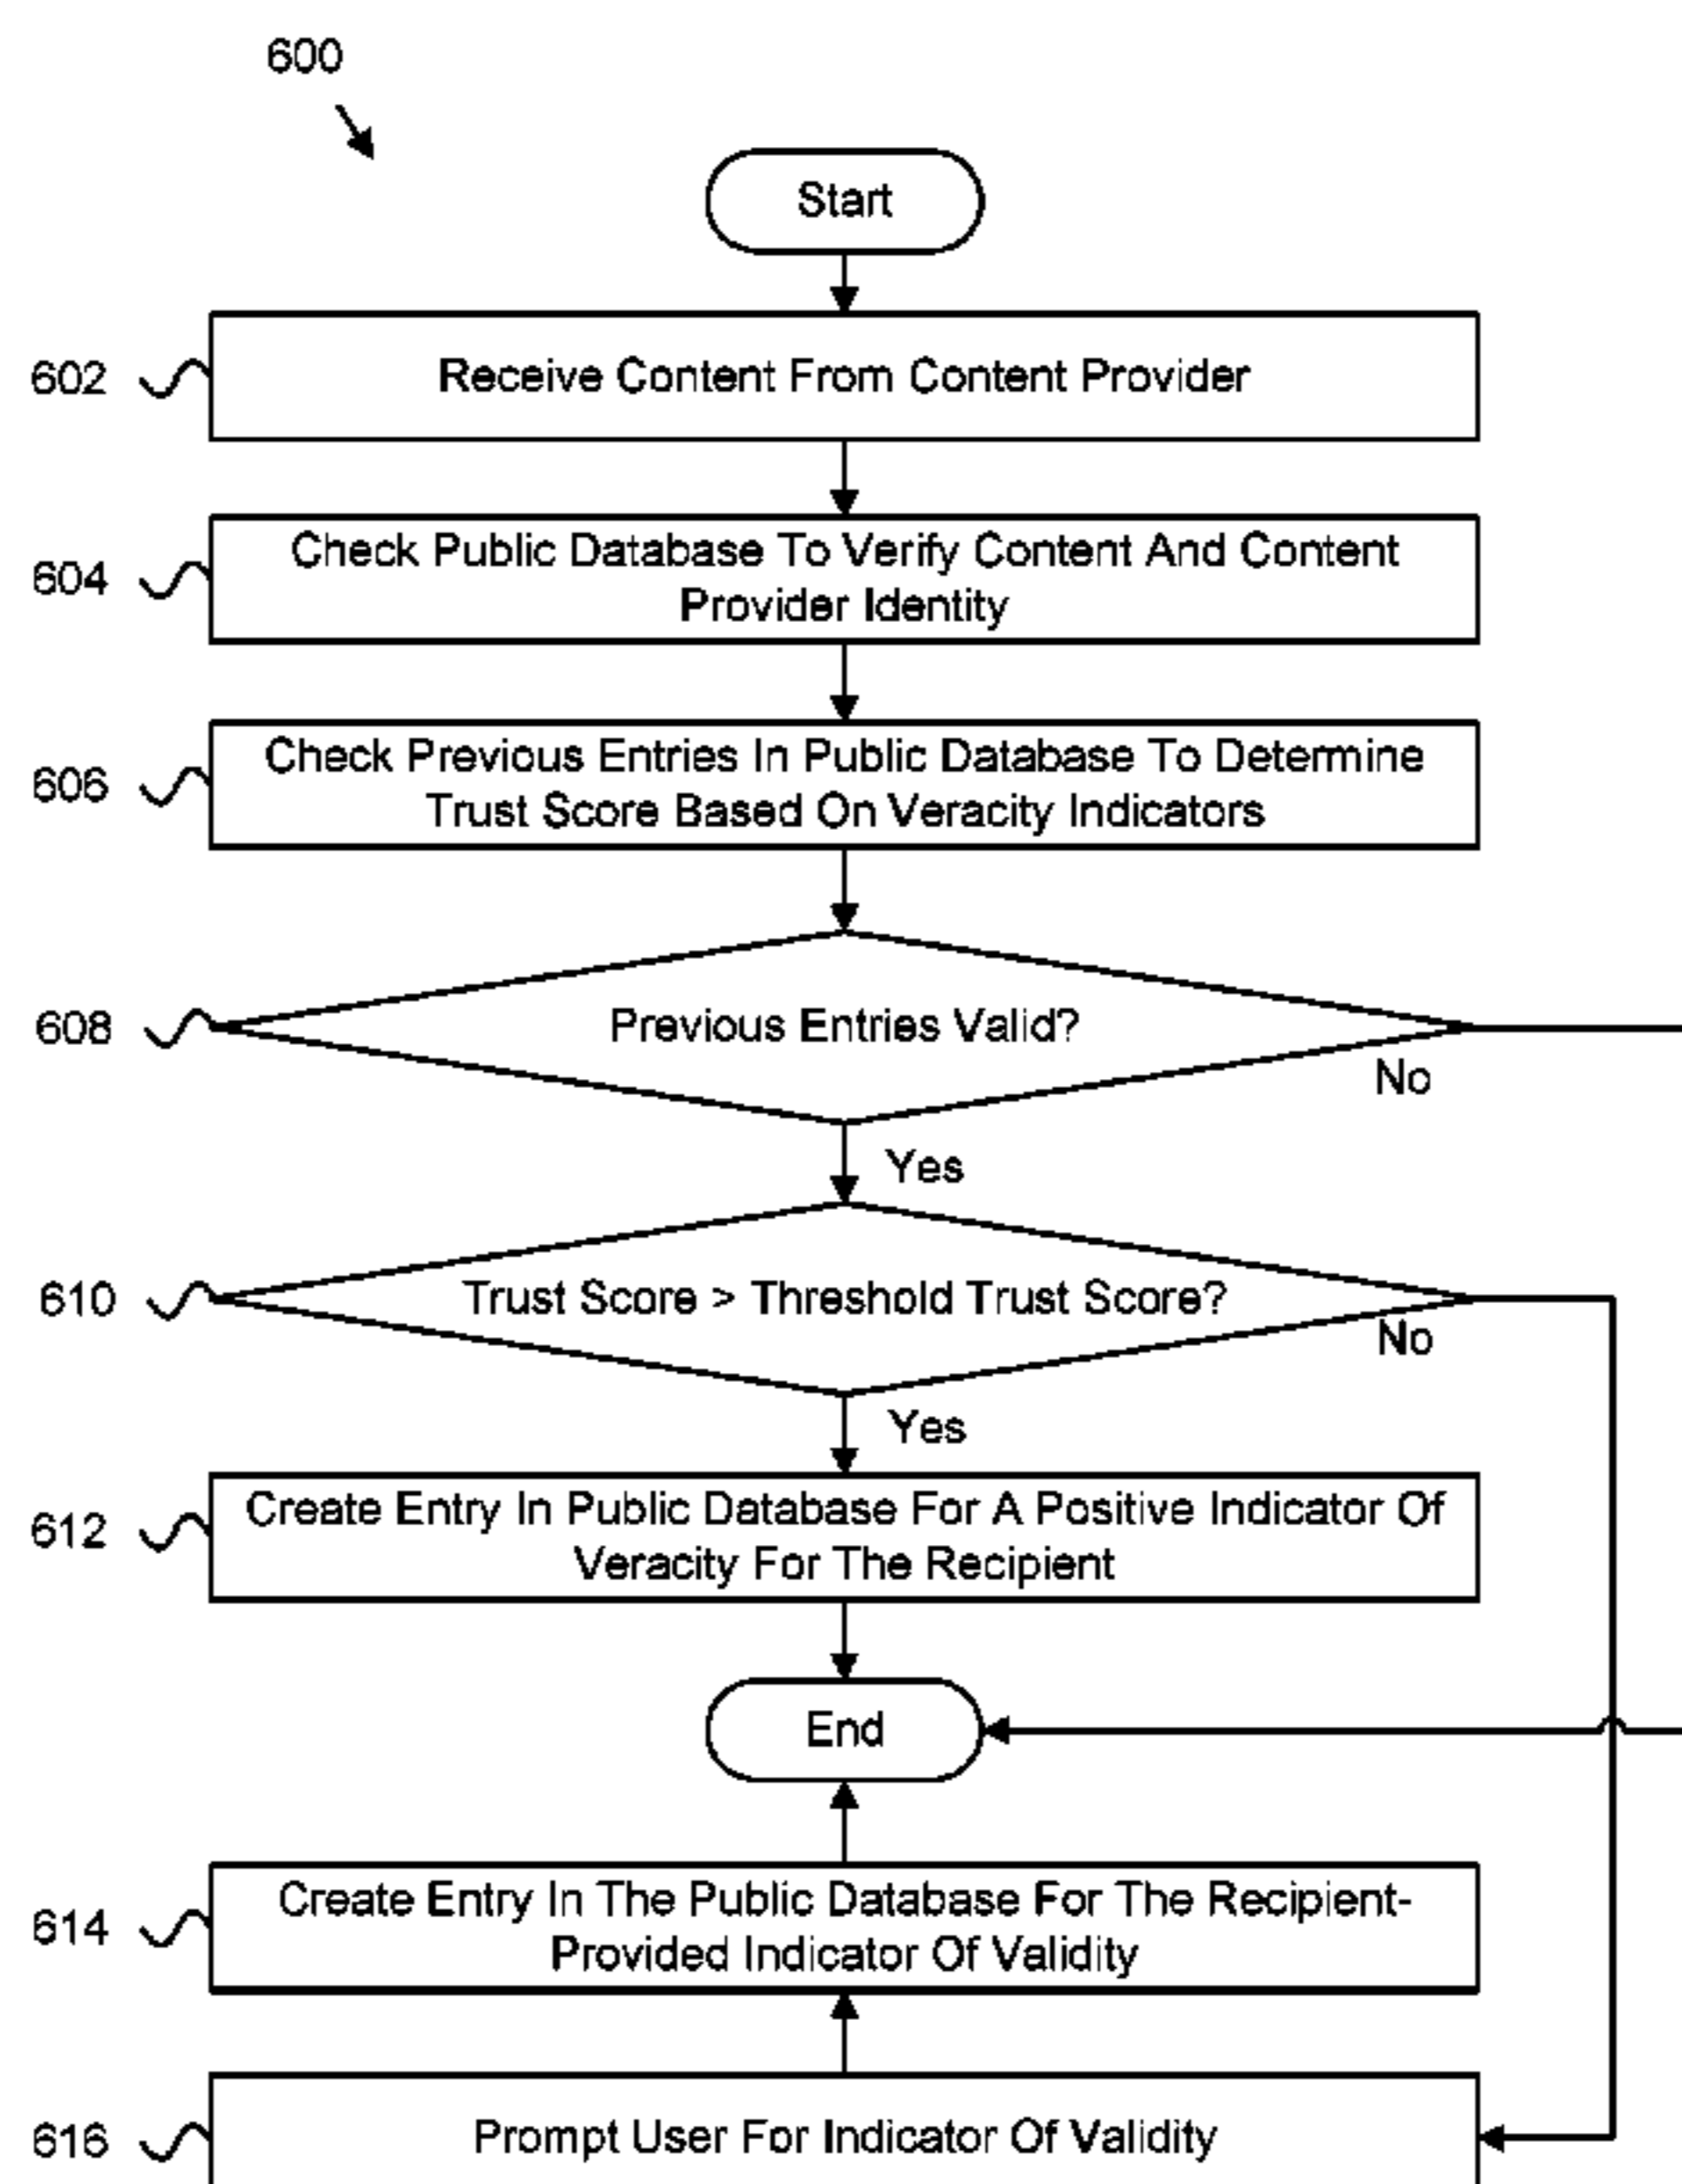 600
Start
602
Receive Content From Content Provider
604
Check Public Database To Verify Content And Content
Provider Identity
606
Check Previous Entries In Public Database To Determine
Trust Score Based On Veracity Indicators
608
Previous Entries Valid?
No
Yes
610
Trust Score > Threshold Trust Score?
No
Yes
612
Create Entry In Public Database For A Positive Indicator Of
Veracity For The Recipient
End
614
Create Entry In The Public Database For The Recipient-
Provided Indicator Of Validity
616
Prompt User For Indicator Of Validity